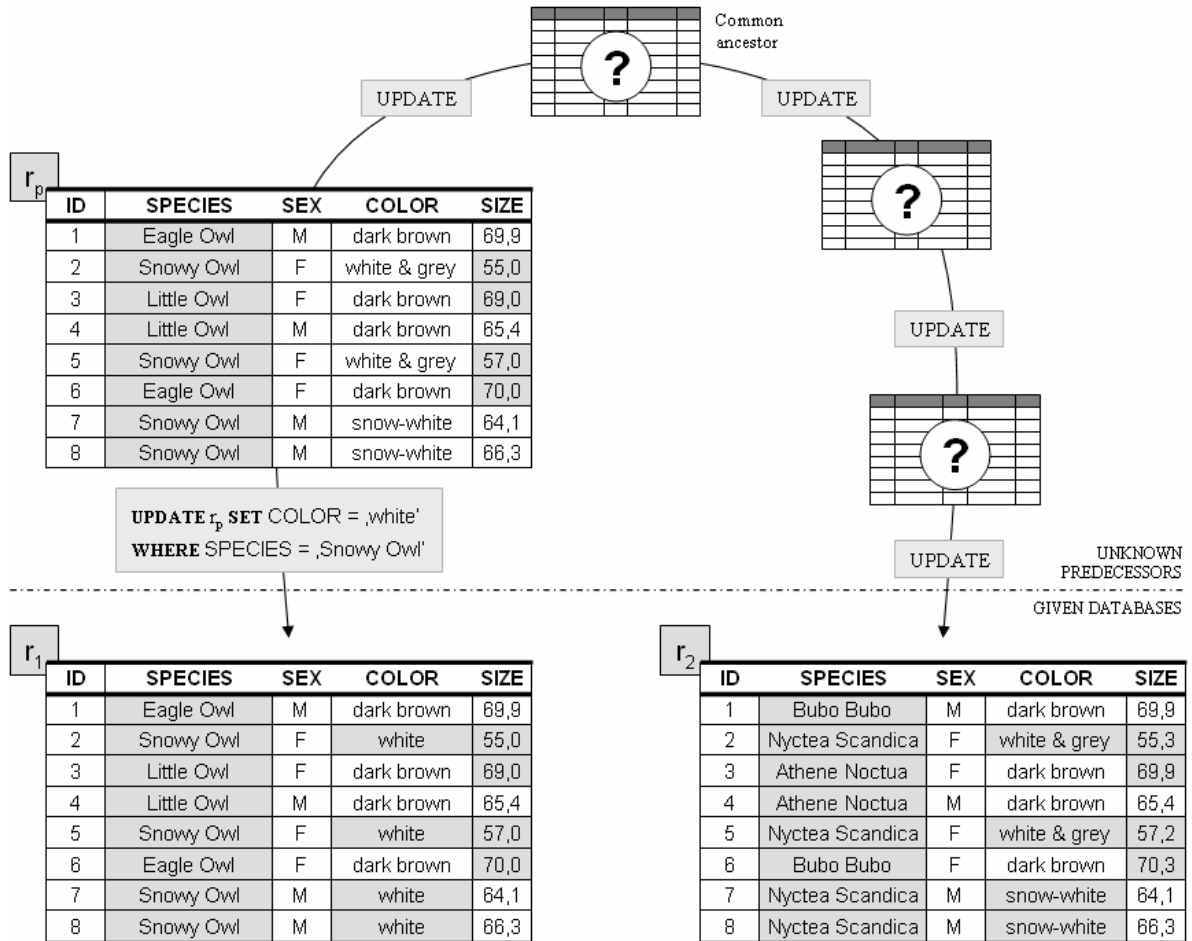 Common
ancestor
?
UPDATE
UPDATE
?
UPDATE
?
UPDATE
rp
ID SPECIES SEX COLOR SIZE
1 Eagle Owl M dark brown 69,9
2 Snowy Owl F white & grey 55,0
3 Little Owl F dark brown 69,0
4 Little Owl M dark brown 65,4
5 Snowy Owl F white & grey 57,0
6 Eagle Owl F dark brown 70,0
7 Snowy Owl M snow-white 64,1
8 Snowy Owl M snow-white 66,3
UPDATE rp SET COLOR = ‚white'
WHERE SPECIES = ‚Snowy Owl'
UNKNOWN
PREDECESSORS
GIVEN DATABASES
r1
ID SPECIES SEX COLOR SIZE
1 Eagle Owl M dark brown 69,9
2 Snowy Owl F white 55,0
3 Little Owl F dark brown 69,0
4 Little Owl M dark brown 65,4
5 Snowy Owl F white 57,0
6 Eagle Owl F dark brown 70,0
7 Snowy Owl M white 64,1
8 Snowy Owl M white 66,3
r2
ID SPECIES SEX COLOR SIZE
1 Bubo Bubo M dark brown 69,9
2 Nyctea Scandica F white & grey 55,3
3 Athene Noctua F dark brown 69,9
4 Athene Noctua M dark brown 65,4
5 Nyctea Scandica F white & grey 57,2
6 Bubo Bubo F dark brown 70,3
7 Nyctea Scandica M snow-white 64,1
8 Nyctea Scandica M snow-white 66,3